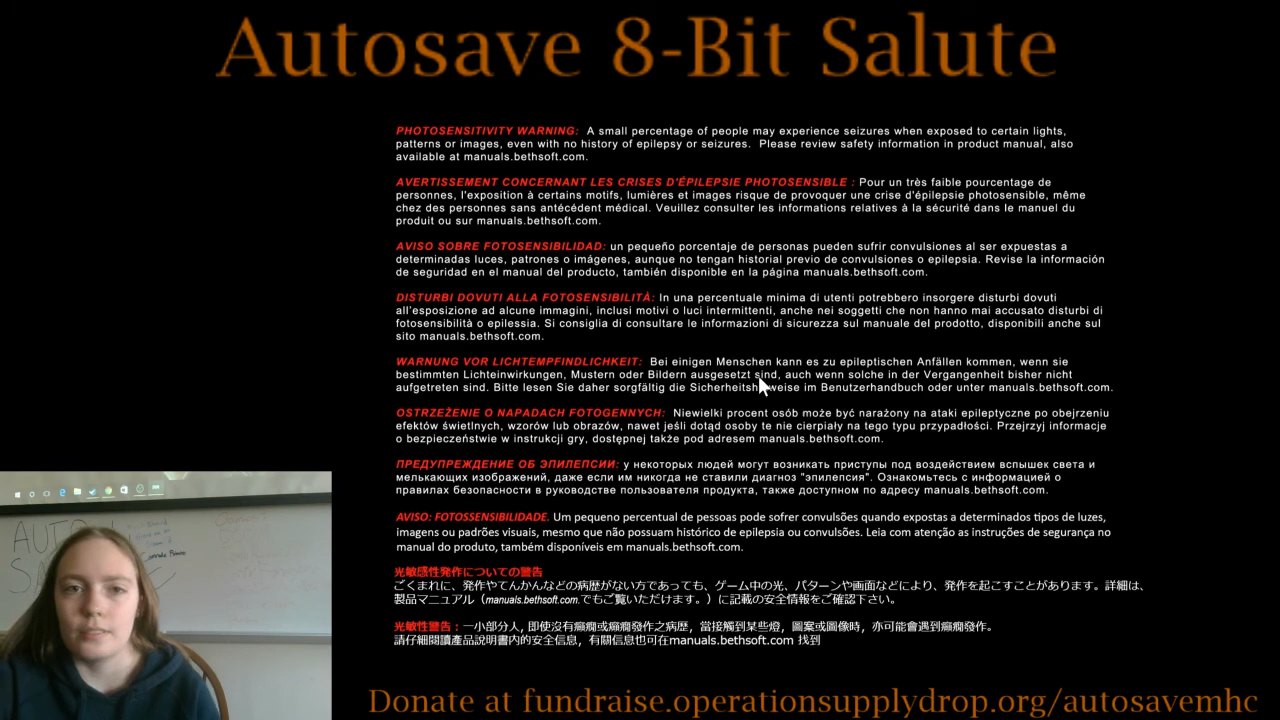 Autosave 8-Bit Salute
PHOTOSENSITIVITY WARNING: A small percentage of people may experience seizures when exposed to certain lights,
patterns or images, even with no history of epilepsy or seizures. Please review safety information in product manual, also
available at manuals.bethsoft.com.
AVERTISSEMENT CONCERNANT LES CRISES D'ÉPILEPSIE PHOTOSENSIBLE : Pour un très faible pourcentage de
personnes, l'exposition à certains motifs, lumières et images risque de provoquer une crise d'épilepsie photosensible, même
chez des personnes sans antécédent médical. Veuillez consulter les informations relatives à la sécurité dans le manuel du
produit ou sur manuals.bethsoft.com.
AVISO SOBRE FOTOSENSIBILIDAD: un pequeño porcentaje de personas pueden sufrir convulsiones al ser expuestas a
determinadas luces, patrones o imágenes, aunque no tengan historial previo de convulsiones o epilepsia. Revise la información
de seguridad en el manual del producto, también disponible en la página manuals.bethsoft.com.
DISTURBI DOVUTI ALLA FOTOSENSIBILITÀ: In una percentuale minima di utenti potrebbero insorgere disturbi dovuti
all'esposizione ad alcune immagini, inclusi motivi o luci intermittenti, anche nei soggetti che non hanno mai accusato disturbi di
fotosensibilità o epilessia. Si consiglia di consultare le informazioni di sicurezza sul manuale del prodotto, disponibili anche sul
sito manuals.bethsoft.com.
WARNUNG VOR LICHTEMPFINDLICHKEIT: Bei einigen Menschen kann es zu epileptischen Anfällen kommen, wenn sie
bestimmten Lichteinwirkungen, Mustern oder Bildern ausgesetzt sind, auch wenn solche in der Vergangenheit bisher nicht
aufgetreten sind. Bitte lesen Sie daher sorgfältig die Sicherheitshinweise im Benutzerhandbuch oder unter manuals.bethsoft.com.
OSTRZEŻENIE O NAPADACH FOTOGENNYCH: Niewielki procent osób może być narażony na ataki epileptyczne po obejrzeniu
efektów świetlnych, wzorów lub obrazów, nawet jeśli dotąd osoby te nie cierpiały na tego typu przypadłości. Przejrzyj informacje
o bezpieczeństwie w instrukcji gry, dostępnej także pod adresem manuals.bethsoft.com.
ПРЕДУПРЕЖДЕНИЕ ОБ ЭПИЛЕПСИИ: у некоторых людей могут возникать приступы под воздействием вспышек света и
мелькающих изображений, даже если им никогда не ставили диагноз "эпилепсия". Ознакомьтесь с информацией о
правилах безопасности в руководстве пользователя продукта, также доступном по адресу manuals.bethsoft.com.
AVISO: FOTOSSENSIBILIDADE. Um pequeno percentual de pessoas pode sofrer convulsões quando expostas a determinados tipos de luzes,
imagens ou padrões visuais, mesmo que não possuam histórico de epilepsia ou convulsões. Leia com atenção as instruções de segurança no
manual do produto, também disponíveis em manuals.bethsoft.com.
光敏感性発作についての警告
ごくまれに、発作やてんかんなどの病歴がない方であっても、ゲーム中の光、パターンや画面などにより、発作を起こすことがあります。詳細は、
製品マニュアル（manuals.bethsoft.com.でもご覧いただけます。）に記載の安全情報をご確認下さい。
光敏性警告：一小部分人，即使沒有癲癇或癲癇發作之病歷，當接觸到某些燈，圖案或圖像時，亦可能會遇到癲癇發作。
請仔細閱讀產品說明書内的安全信息，有關信息也可在manuals.bethsoft.com 找到
Donate at fundraise.operationsupplydrop.org/autosavemhc